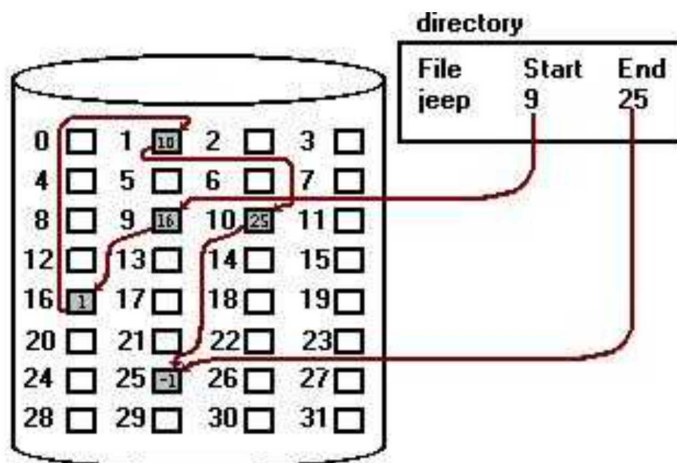 directory
File Start End
jeep 9 25
0 1 10 2 3
4 5 6 7
8 9 16 10 25 11
12 13 14 15
16 1 17 18 19
20 21 22 23
24 25 -1 26 27
28 29 30 31